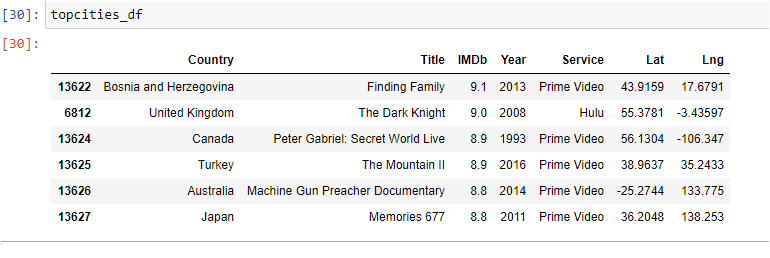 [30]: topcities_df
[30]:
Country Title IMDb Year Service Lat Lng
13622 Bosnia and Herzegovina Finding Family 9.1 2013 Prime Video 43.9159 17.6791
6812 United Kingdom The Dark Knight 9.0 2008 Hulu 55.3781 -3.43597
13624 Canada Peter Gabriel: Secret World Live 8.9 1993 Prime Video 56.1304 -106.347
13625 Turkey The Mountain II 8.9 2016 Prime Video 38.9637 35.2433
13626 Australia Machine Gun Preacher Documentary 8.8 2014 Prime Video -25.2744 133.775
13627 Japan Memories 677 8.8 2011 Prime Video 36.2048 138.253